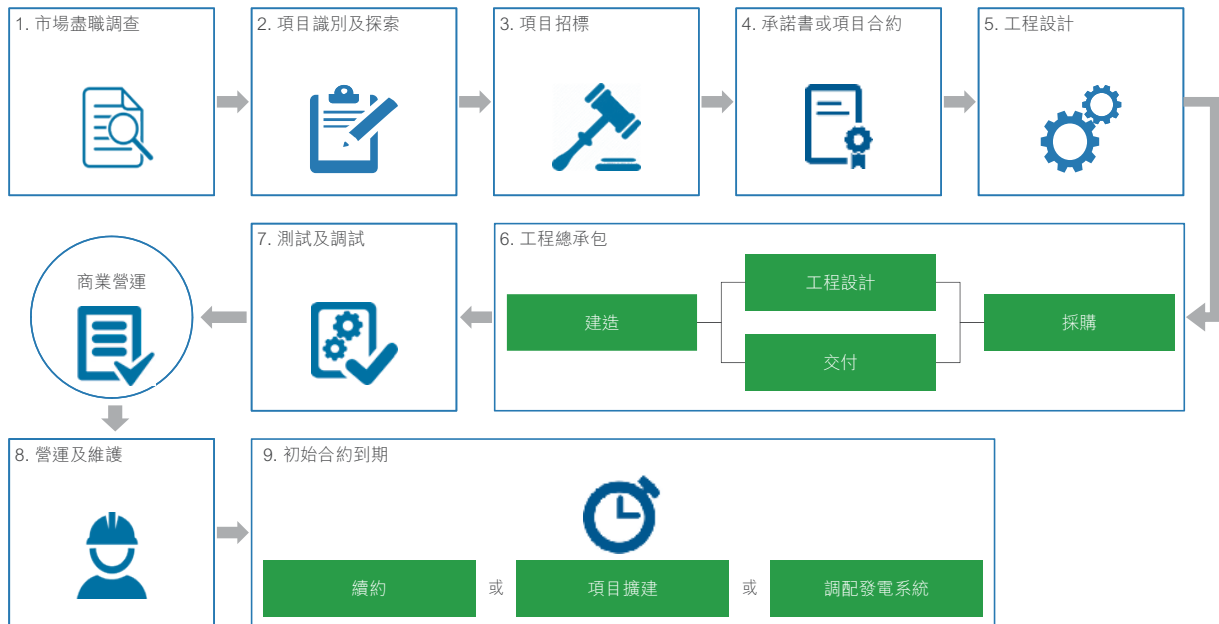 1. 市場盡職調查
2. 項目識別及探索
3. 項目招標
4. 承諾書或項目合約
5. 工程設計
6. 工程總承包
採購
工程設計
交付
建造
7. 測試及調試
商業營運
8. 營運及維護
9. 初始合約到期
續約
或
項目擴建
或
調配發電系統